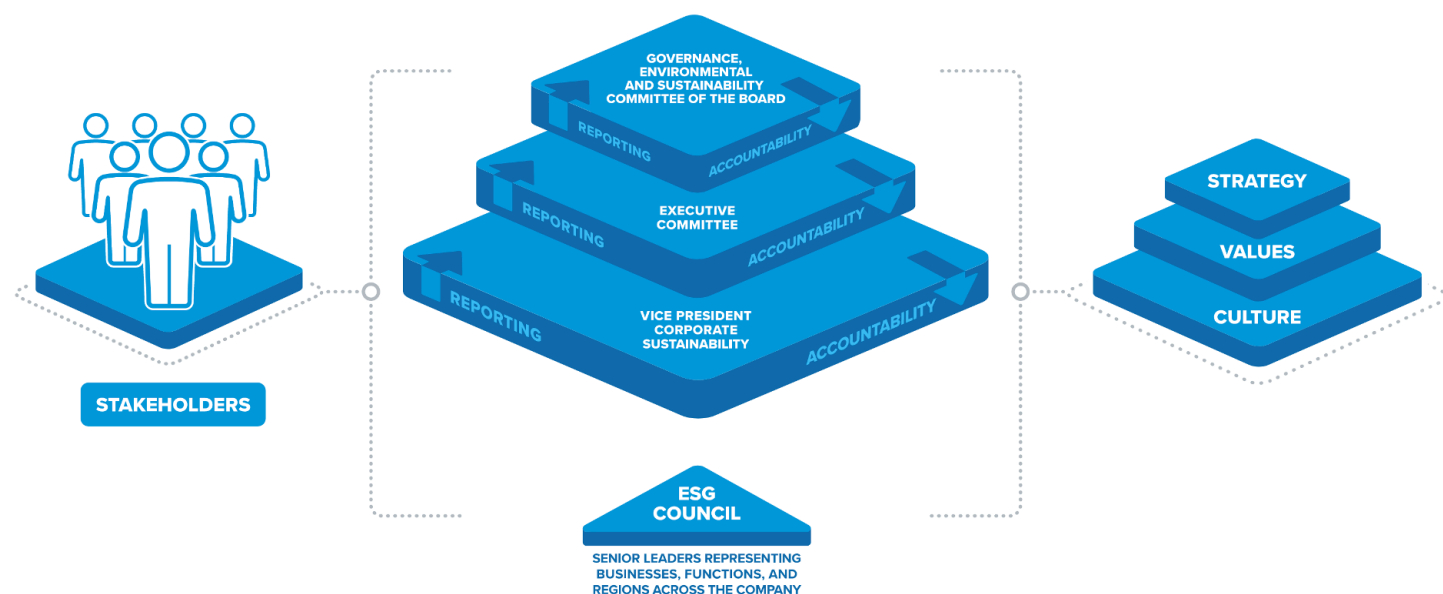 GOVERNANCE,
ENVIRONMENTAL
AND SUSTAINABILITY
COMMITTEE OF THE BOARD
REPORTING
ACCOUNTABILITY
EXECUTIVE
COMMITTEE
REPORTING
ACCOUNTABILITY
VICE PRESIDENT
CORPORATE
SUSTAINABILITY
REPORTING
ACCOUNTABILITY
STAKEHOLDERS
STRATEGY
VALUES
CULTURE
ESG
COUNCIL
SENIOR LEADERS REPRESENTING
BUSINESSES, FUNCTIONS, AND
REGIONS ACROSS THE COMPANY